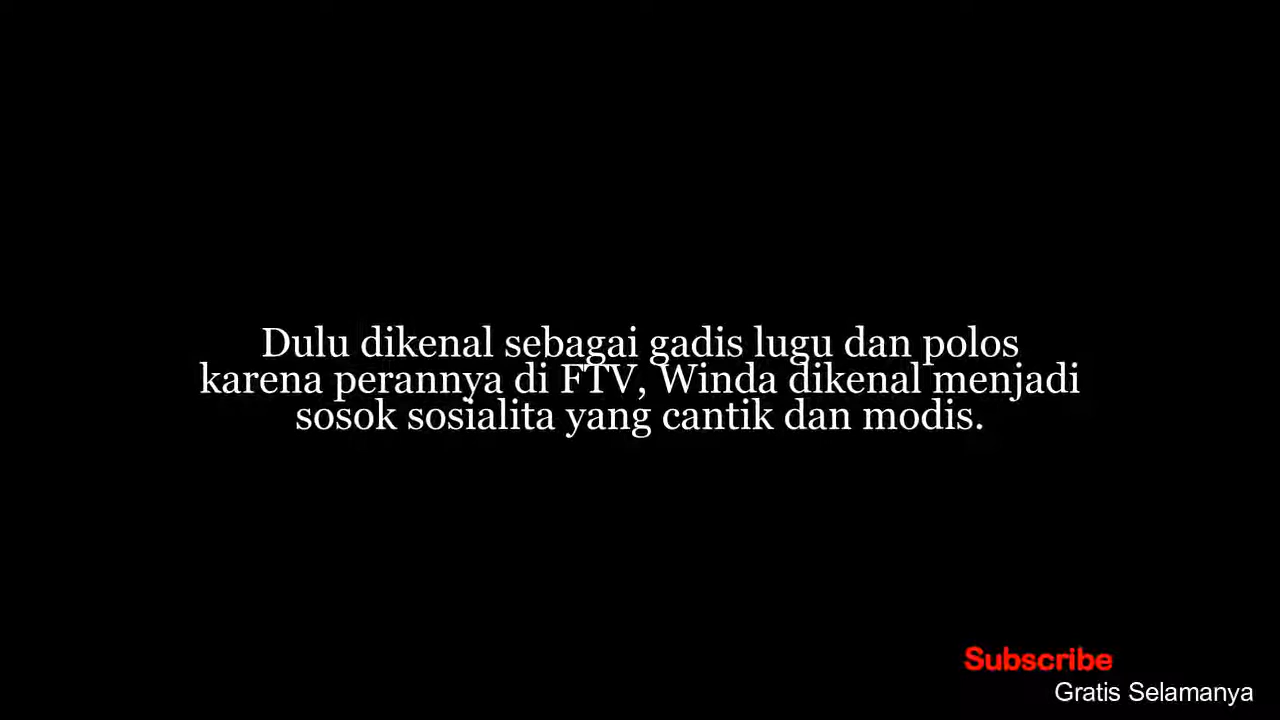 Dulu dikenal sebagai gadis lugu dan polos
karena perannya di FTV, Winda dikenal menjadi
sosok sosialita yang cantik dan modis.
Subscribe
Gratis Selamanya